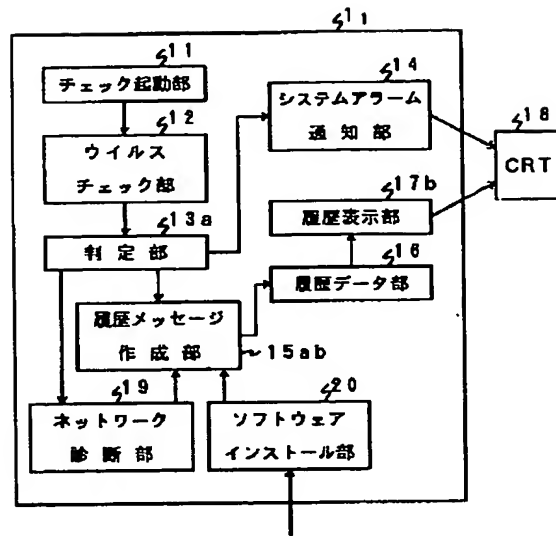 11
11
チェック起動部
12
ウイルス
チェック部
13a
判定部
14
システムアラーム
通知部
18
CRT
17b
履歴表示部
16
履歴データ部
履歴メッセージ
作成部
15ab
19
ネットワーク
診断部
20
ソフトウェア
インストール部